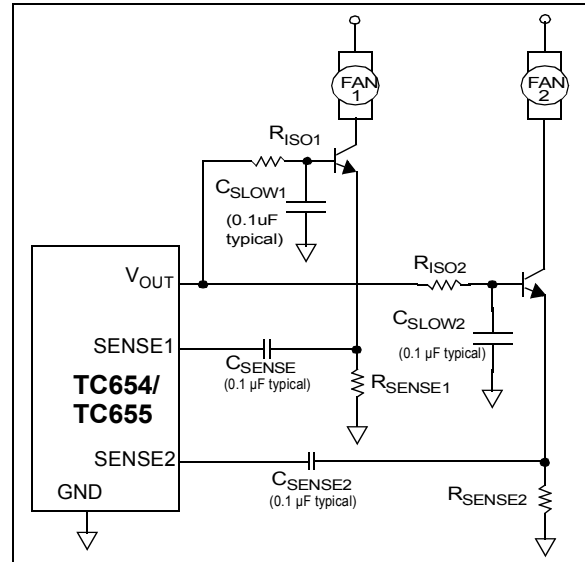 FAN
1
FAN
2
RISO1
CSLOW1
(0.1uF
typical)
VOUT
RISO2
CSLOW2
(0.1 µF typical)
SENSE1
CSENSE
(0.1 µF typical)
RSENSE1
TC654/
TC655
SENSE2
CSENSE2
(0.1 µF typical)
RSENSE2
GND